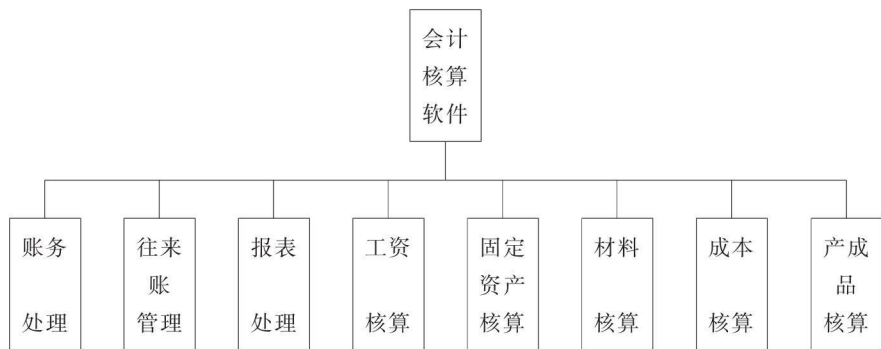 会计
核算
软件
账务
处理
往来
账
管理
报表
处理
工资
核算
固定
资产
核算
材料
核算
成本
核算
产成
品
核算